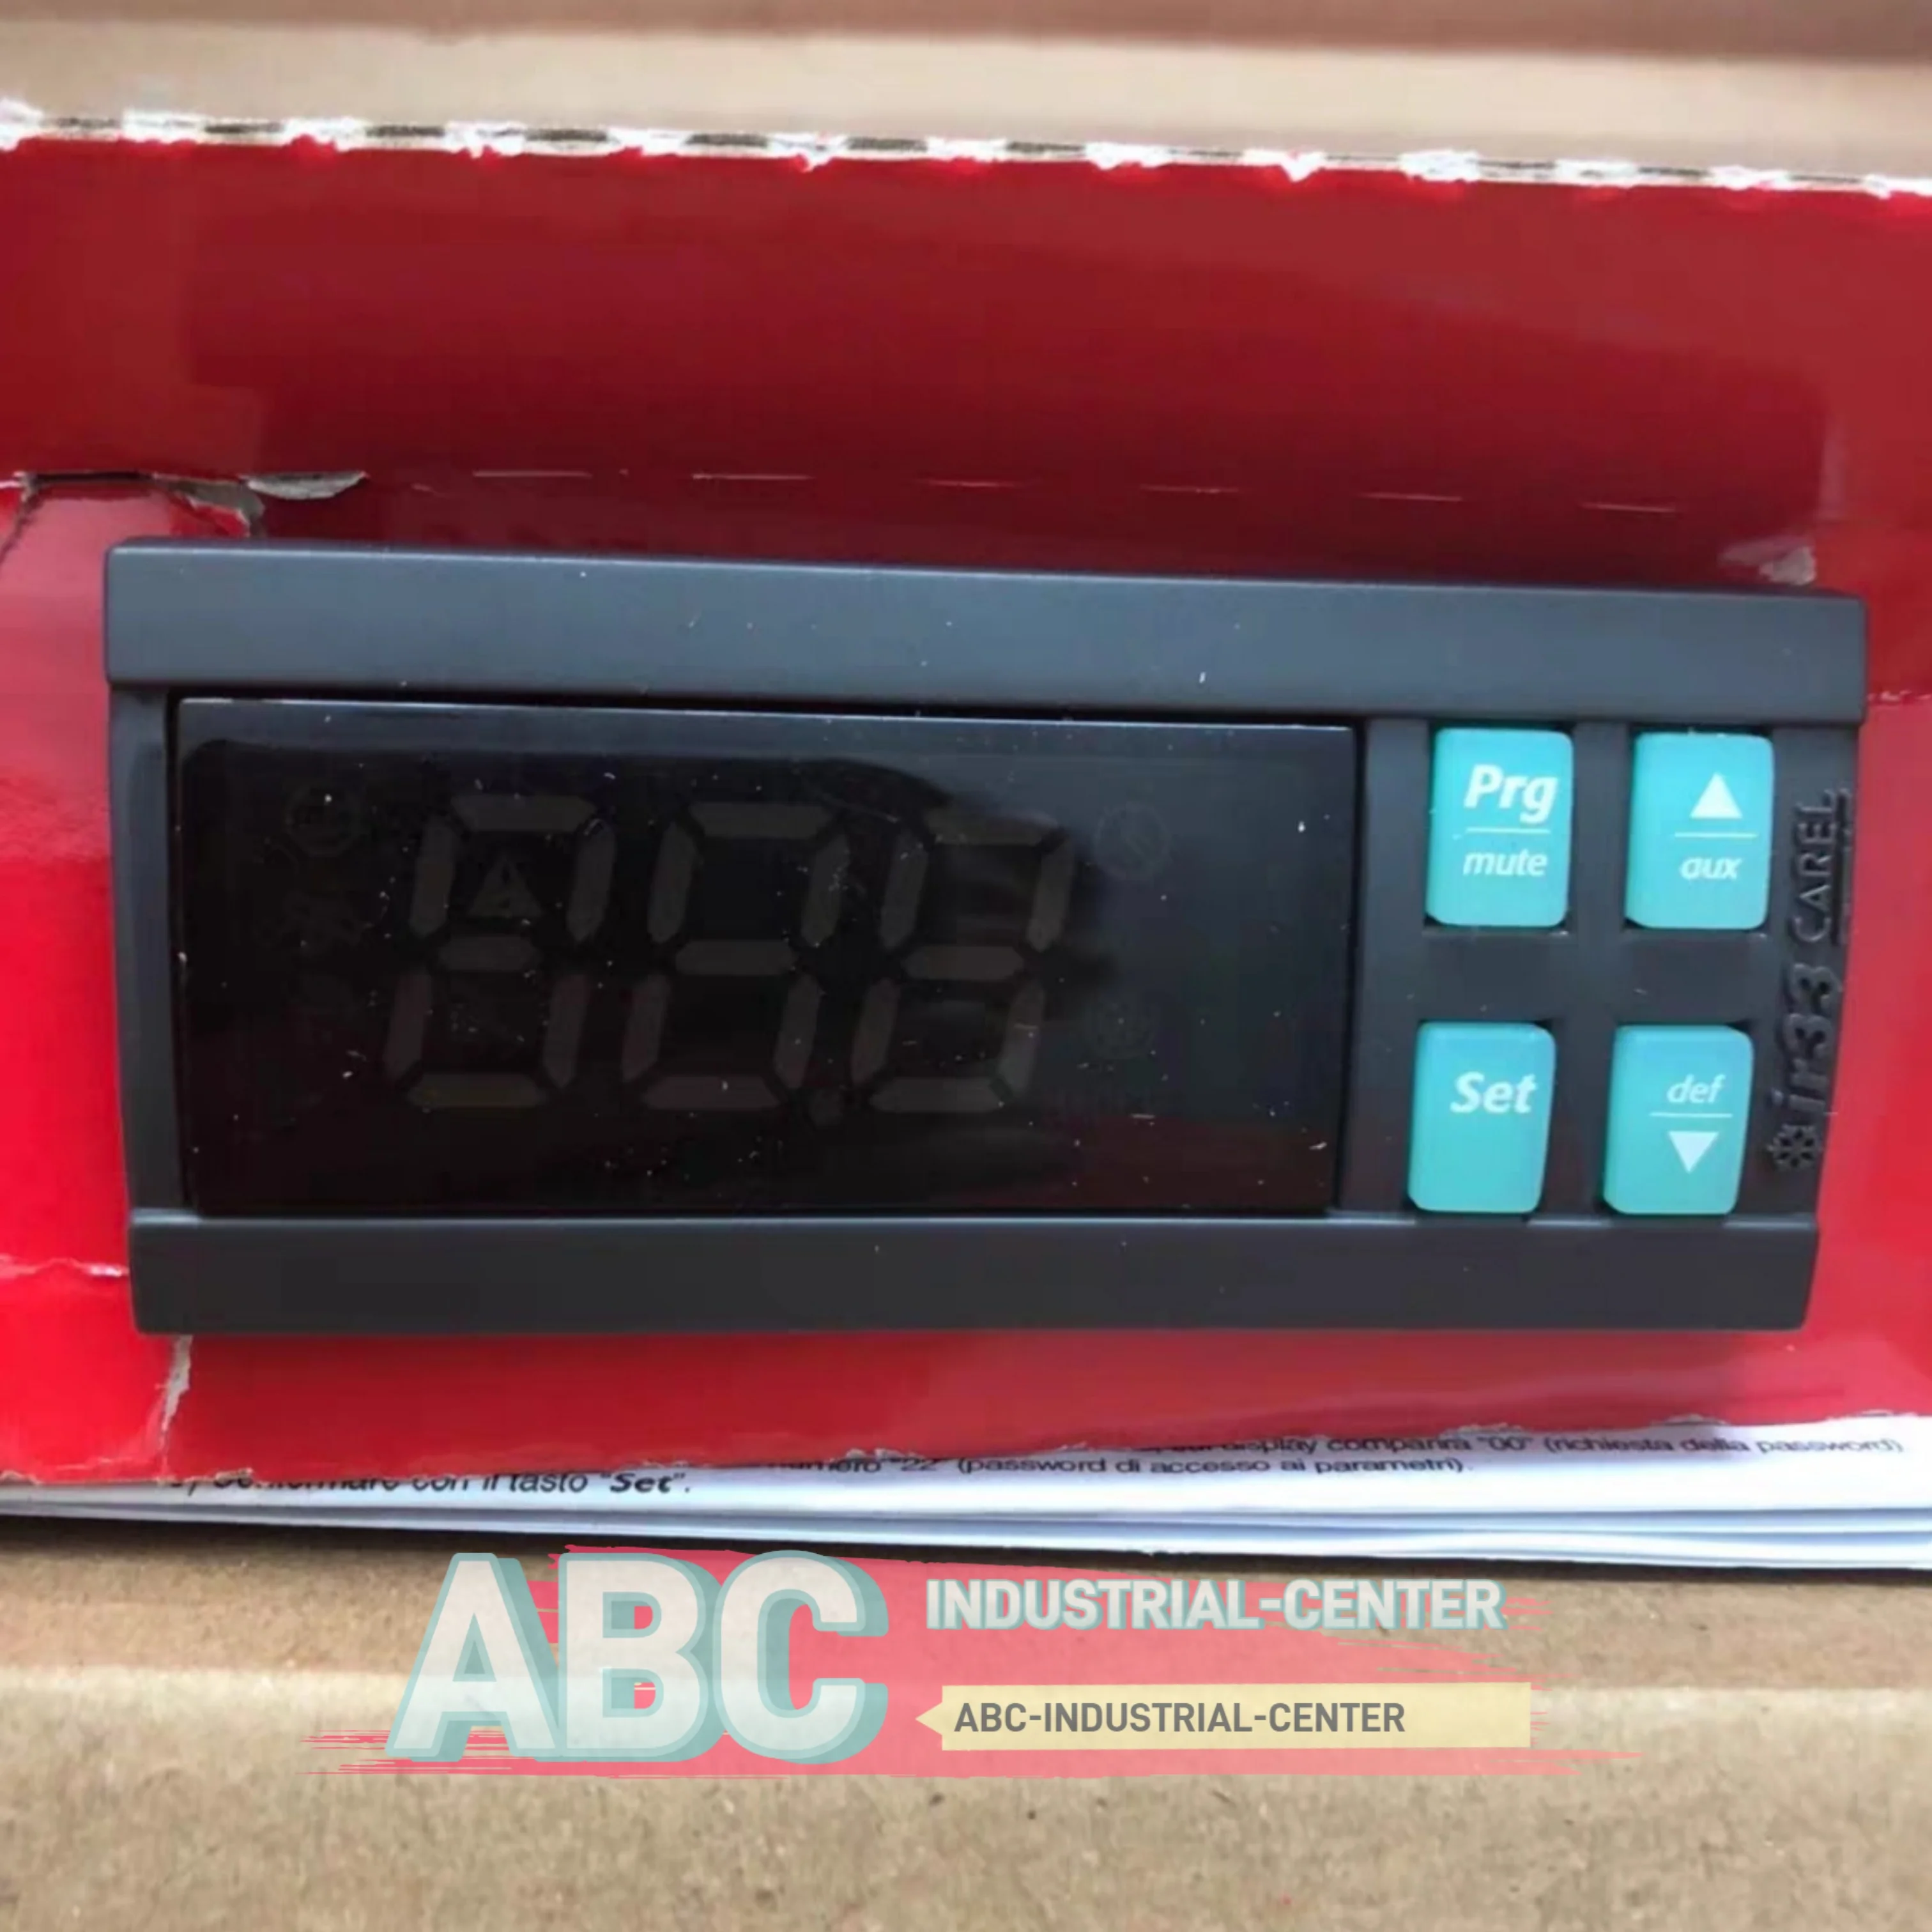 Prg
mute
▲
aux
Set
def
▼
ir33 CAREL
display comparirà "00" (richiesta della password)
numero "22" (password di accesso ai parametri).
confermare con il tasto "Set".
ABC
INDUSTRIAL-CENTER
ABC-INDUSTRIAL-CENTER